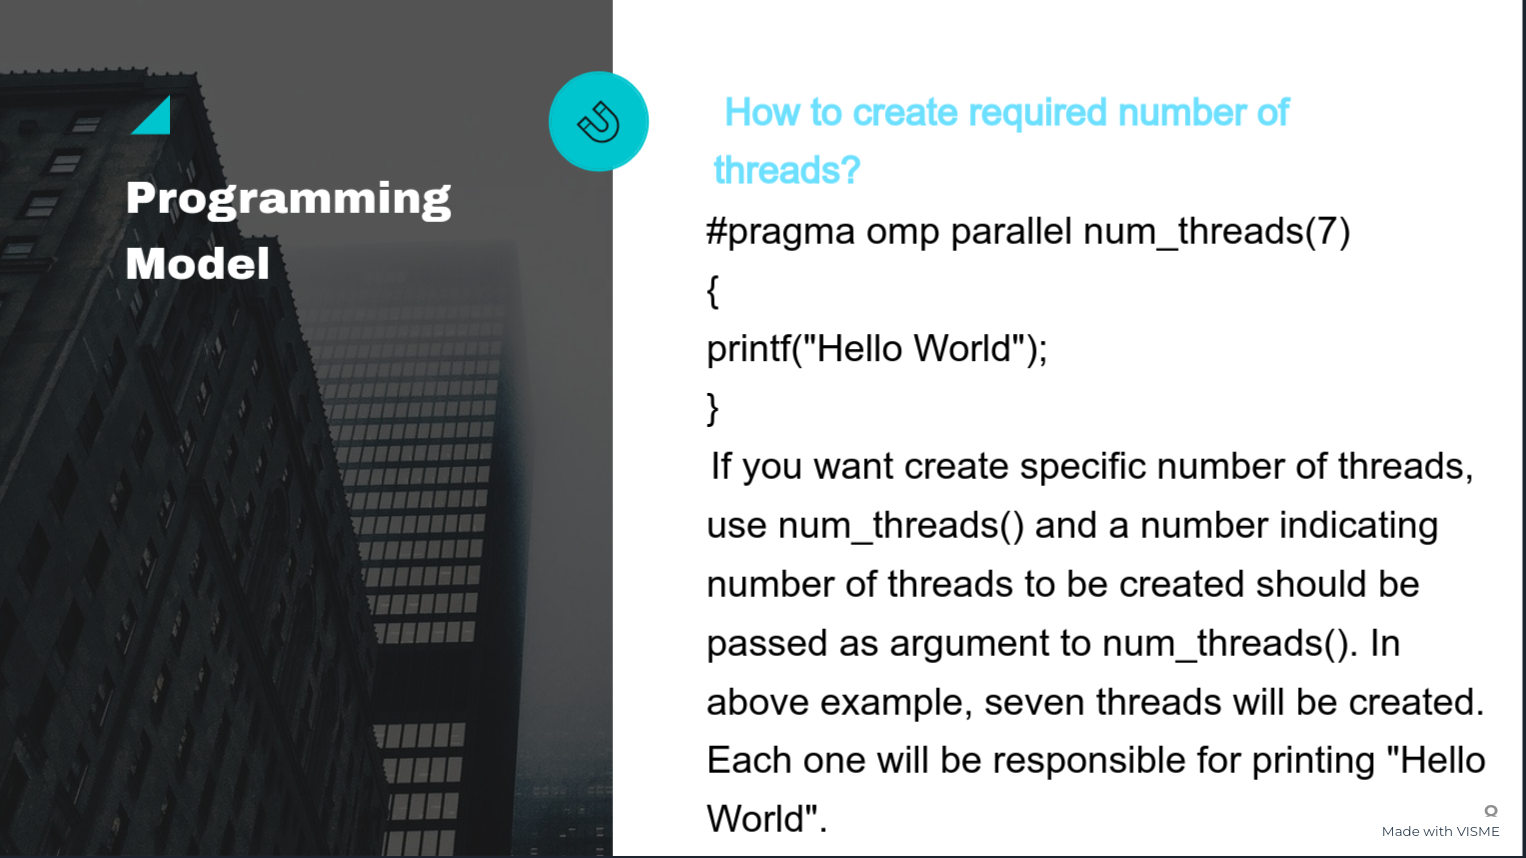 Programming
Model
How to create required number of
threads?
#pragma omp parallel num_threads(7)
{
printf("Hello World");
}
If you want create specific number of threads,
use num_threads() and a number indicating
number of threads to be created should be
passed as argument to num_threads(). In
above example, seven threads will be created.
Each one will be responsible for printing "Hello
World".
Made with VISME